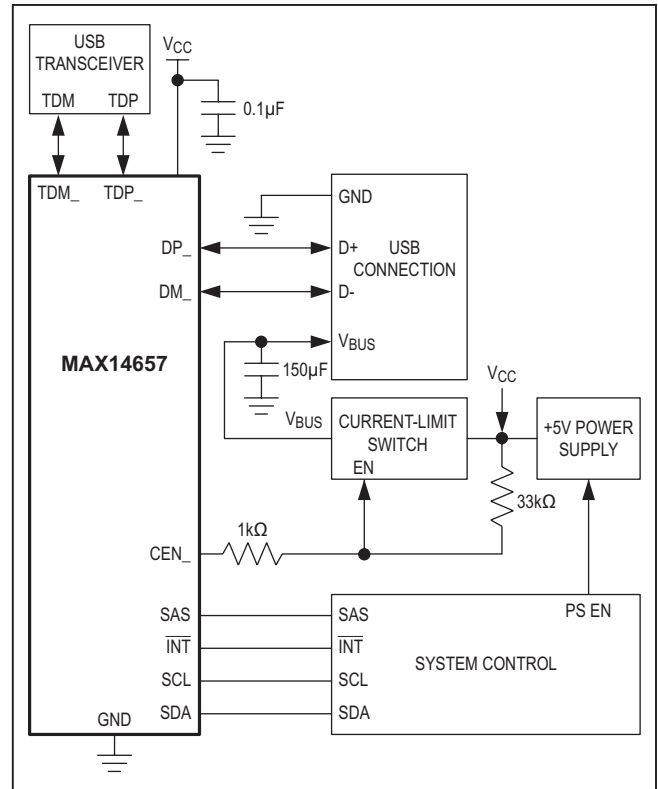 USB
TRANSCEIVER
TDM TDP
VCC
0.1µF
TDM_ TDP_
GND
DP_
D+
USB
CONNECTION
DM_
D-
VBUS
MAX14657
150µF
VCC
VBUS
CURRENT-LIMIT
SWITCH
EN
+5V POWER
SUPPLY
33kΩ
1kΩ
CEN_
PS EN
SAS
SAS
INT
INT
SYSTEM CONTROL
SCL
SCL
SDA
SDA
GND